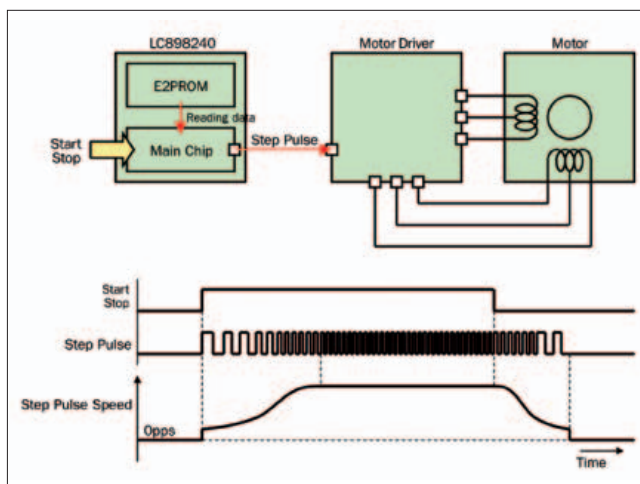 LC898240
Motor Driver
Motor
E2PROM
Reading data
Start
Stop
Main Chip
Step Pulse
Start
Stop
Step Pulse
Step Pulse Speed
0pps
Time